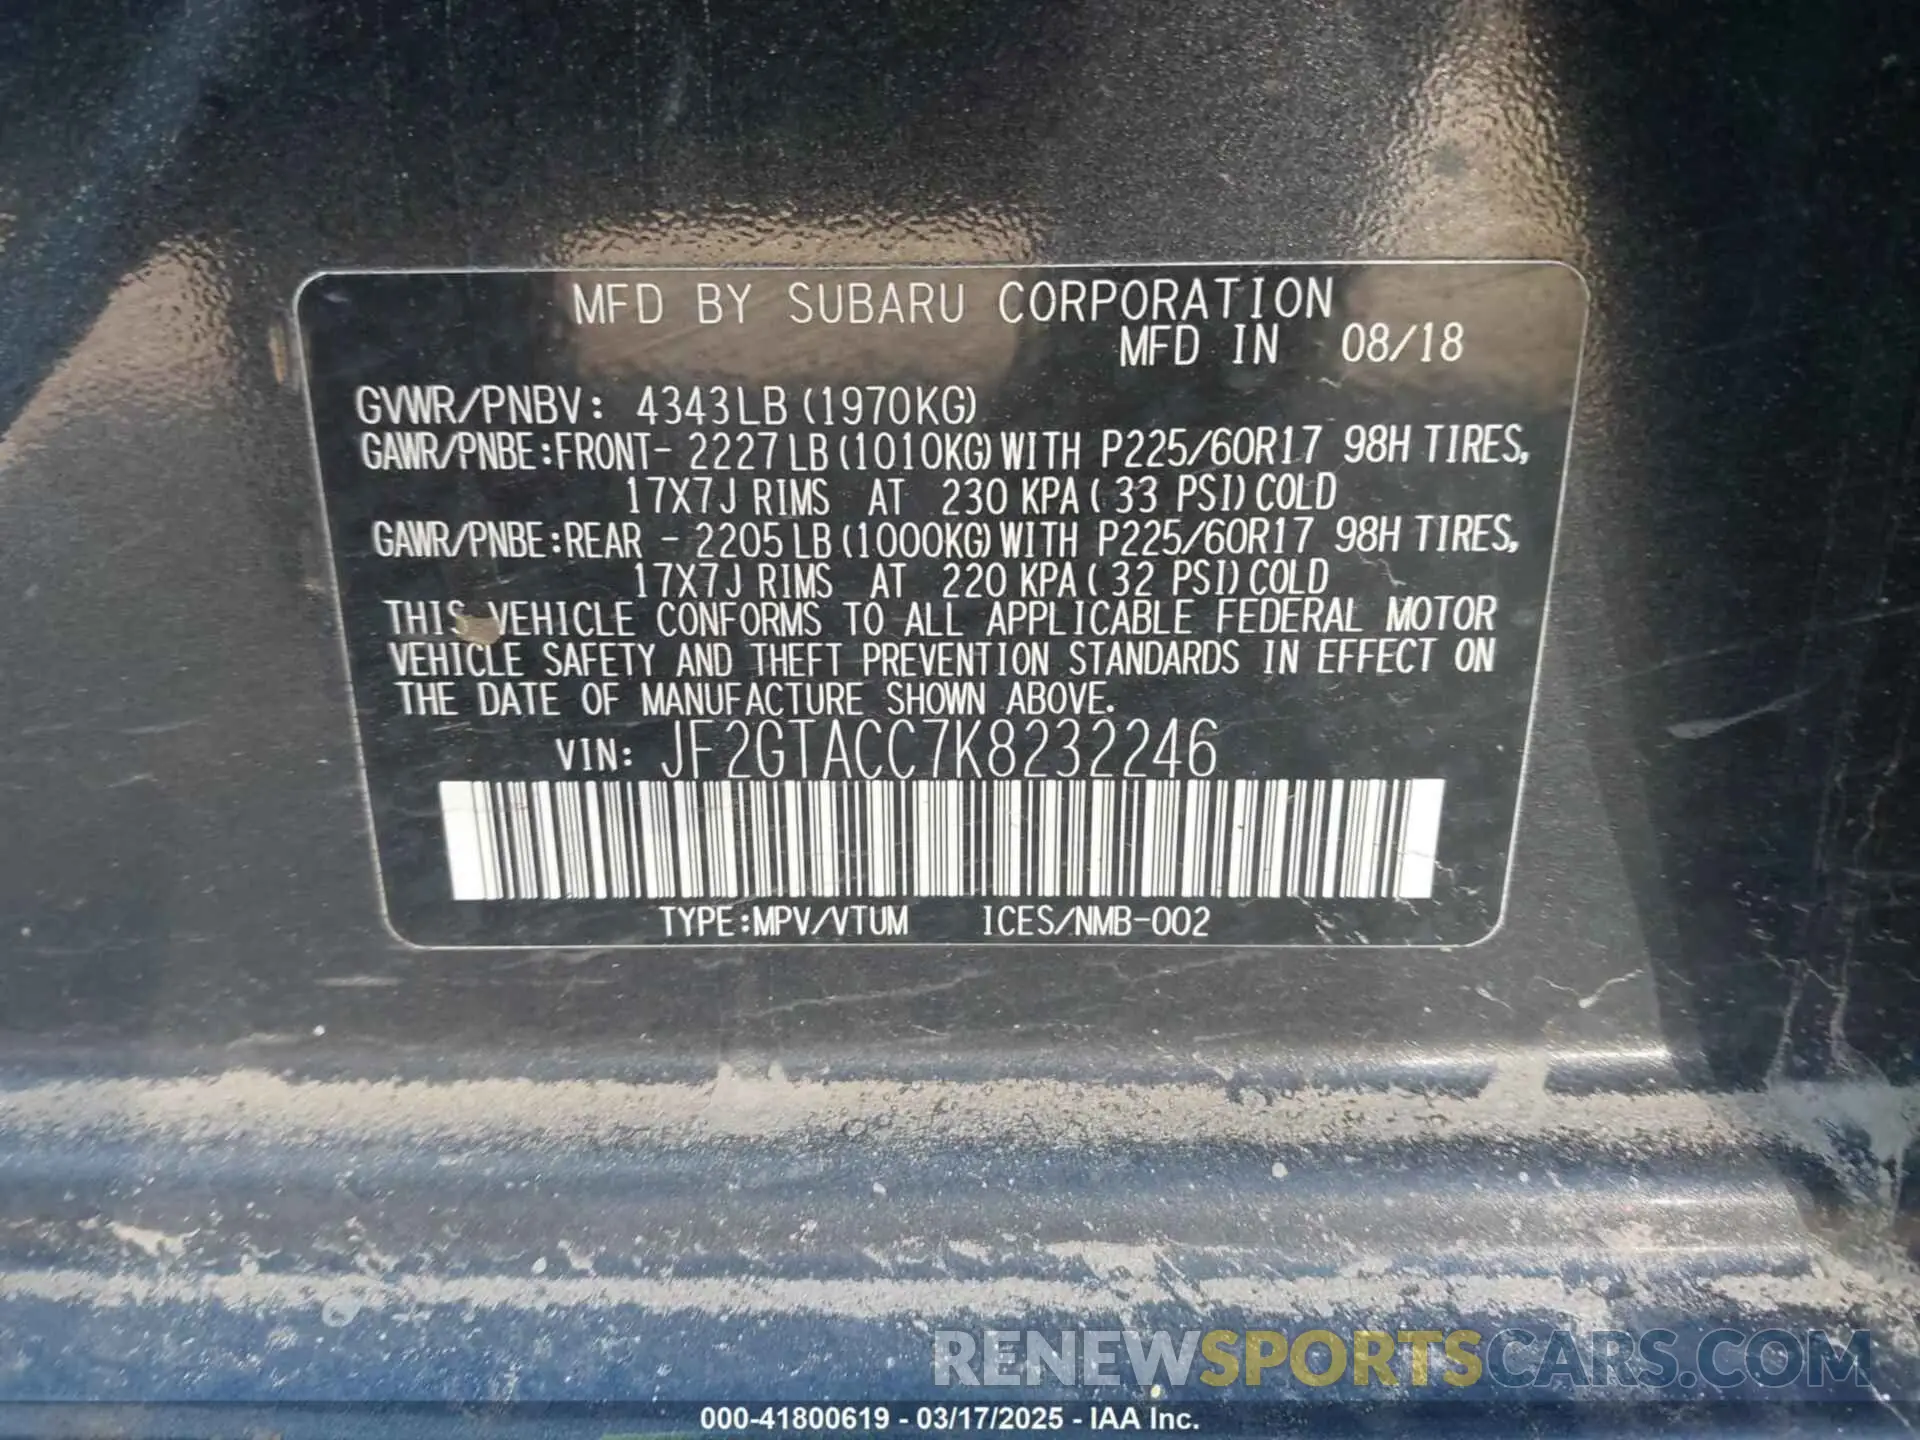 MFD BY SUBARU CORPORATION
MFD IN 08/18
GVWR/PNBV: 4343LB (1970KG)
GAWR/PNBE:FRONT- 2227LB (1010KG) WITH P225/60R17 98H TIRES,
17X7J RIMS AT 230 KPA ( 33 PSI) COLD
GAWR/PNBE:REAR - 2205LB (1000KG) WITH P225/60R17 98H TIRES,
17X7J RIMS AT 220 KPA ( 32 PSI) COLD
THIS VEHICLE CONFORMS TO ALL APPLICABLE FEDERAL MOTOR
VEHICLE SAFETY AND THEFT PREVENTION STANDARDS IN EFFECT ON
THE DATE OF MANUFACTURE SHOWN ABOVE.
VIN: JF2GTACC7K8232246
TYPE:MPV/VTUM ICES/NMB-002
RENEWSPORTSCARS.COM
000-41800619 - 03/17/2025 - IAA Inc.